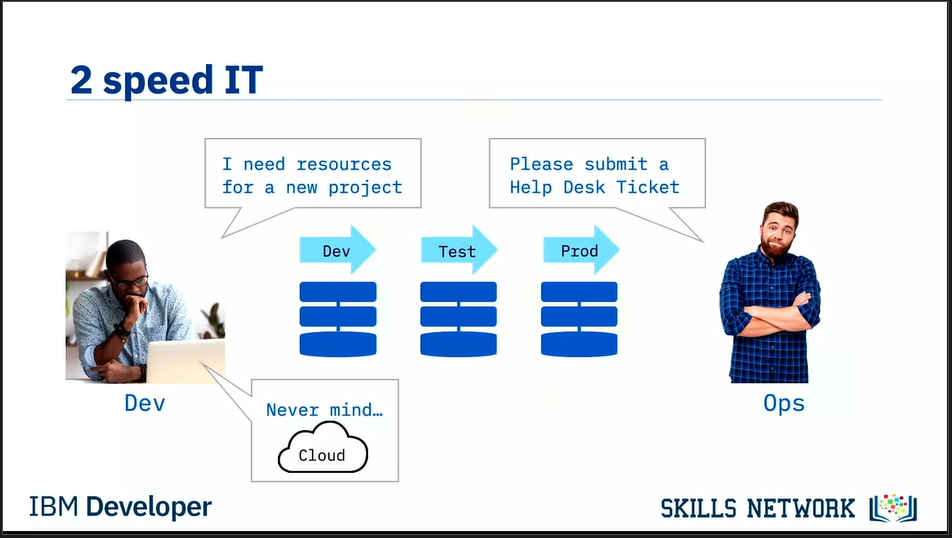 2 speed IT
I need resources
for a new project
Please submit a
Help Desk Ticket
Dev
Test
Prod
Dev
Ops
Never mind…
Cloud
IBM Developer
SKILLS NETWORK